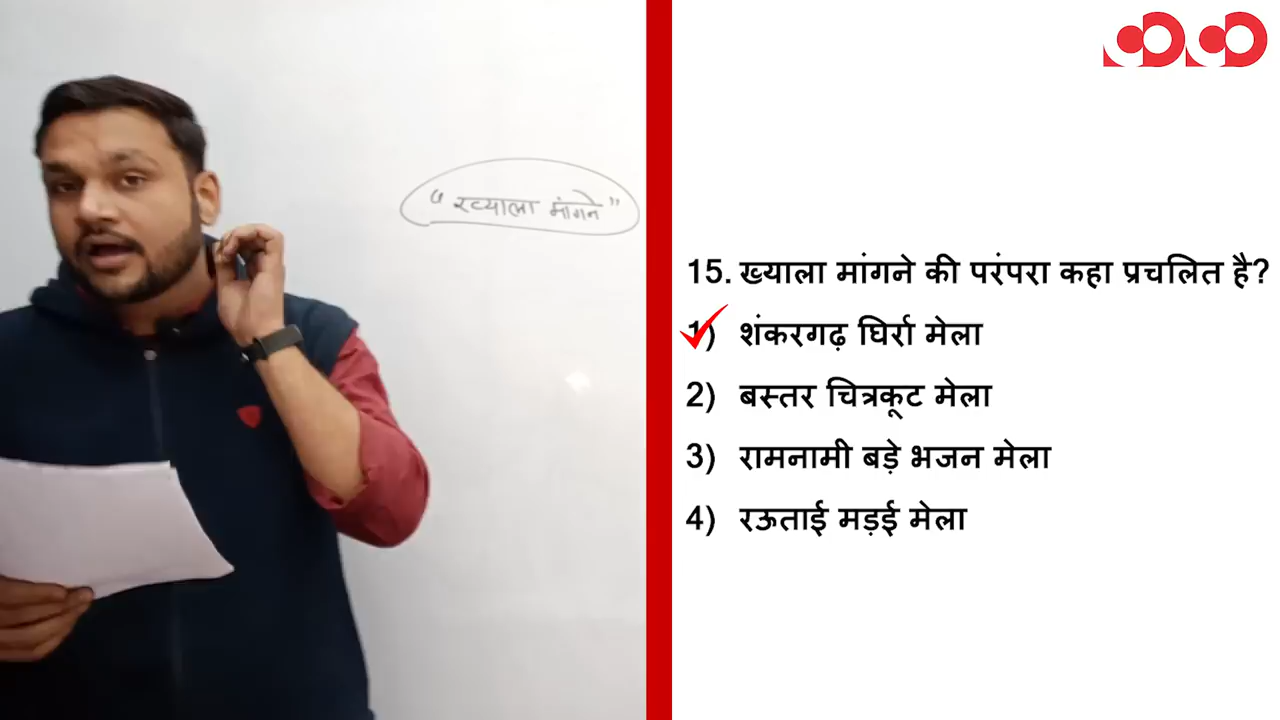 “ख्याला मांगने”
15. ख्याला मांगने की परंपरा कहा प्रचलित है?
1) शंकरगढ़ घिर्रा मेला
2) बस्तर चित्रकूट मेला
3) रामनामी बड़े भजन मेला
4) रऊताई मड़ई मेला